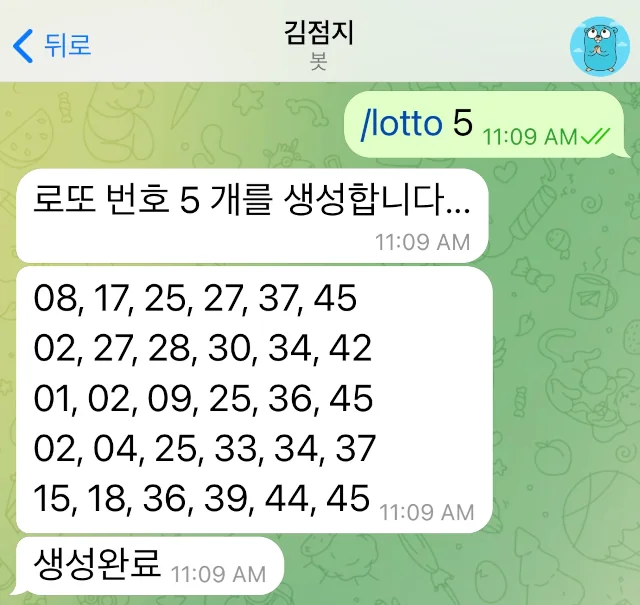 뒤로
김점지
봇
/lotto 5
11:09 AM
로또 번호 5 개를 생성합니다...
11:09 AM
08, 17, 25, 27, 37, 45
02, 27, 28, 30, 34, 42
01, 02, 09, 25, 36, 45
02, 04, 25, 33, 34, 37
15, 18, 36, 39, 44, 45
11:09 AM
생성완료
11:09 AM